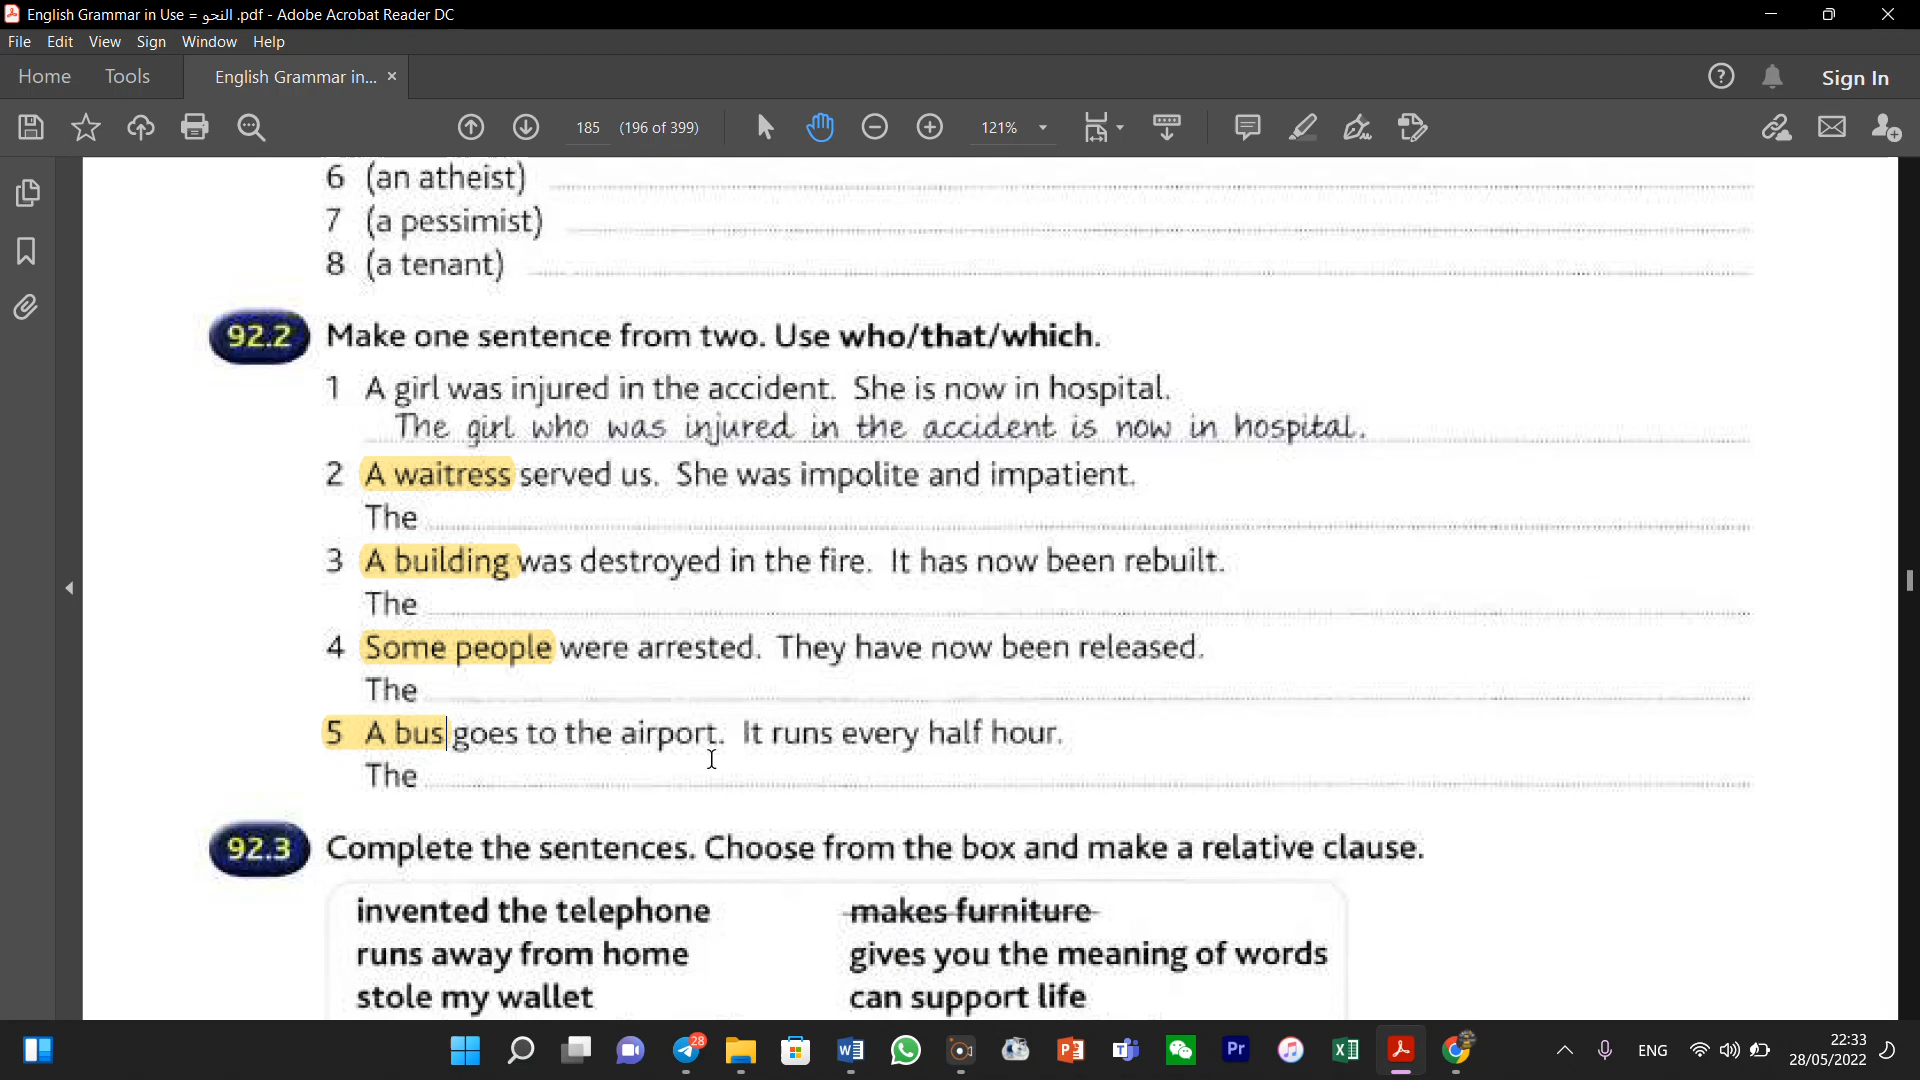 English Grammar in Use = النحو .pdf - Adobe Acrobat Reader DC
File Edit View Sign Window Help
Home Tools English Grammar in... × Sign In
185 (196 of 399) 121%
6 (an atheist)
7 (a pessimist)
8 (a tenant)
92.2 Make one sentence from two. Use who/that/which.
1 A girl was injured in the accident. She is now in hospital.
The girl who was injured in the accident is now in hospital.
2 A waitress served us. She was impolite and impatient.
The
3 A building was destroyed in the fire. It has now been rebuilt.
The
4 Some people were arrested. They have now been released.
The
5 A bus goes to the airport. It runs every half hour.
The
92.3 Complete the sentences. Choose from the box and make a relative clause.
invented the telephone makes furniture
runs away from home gives you the meaning of words
stole my wallet can support life
28 Pr ENG 22:33
28/05/2022